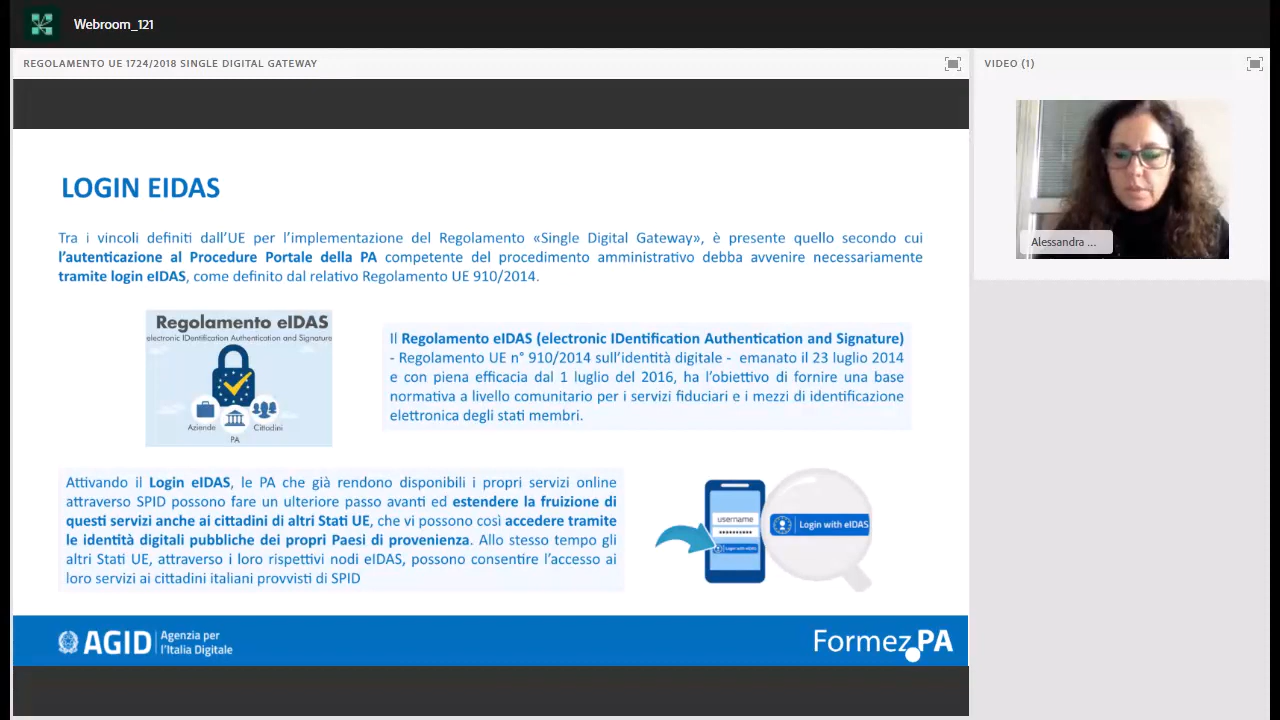 Webroom_121
REGOLAMENTO UE 1724/2018 SINGLE DIGITAL GATEWAY
VIDEO (1)
Alessandra ...
LOGIN EIDAS
Tra i vincoli definiti dall'UE per l'implementazione del Regolamento «Single Digital Gateway», è presente quello secondo cui
l'autenticazione al Procedure Portale della PA competente del procedimento amministrativo debba avvenire necessariamente
tramite login eIDAS, come definito dal relativo Regolamento UE 910/2014.
Regolamento eIDAS
electronic IDentification Authentication and Signature
Aziende
PA
Cittadini
Il Regolamento eIDAS (electronic IDentification Authentication and Signature)
- Regolamento UE n° 910/2014 sull'identità digitale - emanato il 23 luglio 2014
e con piena efficacia dal 1 luglio del 2016, ha l'obiettivo di fornire una base
normativa a livello comunitario per i servizi fiduciari e i mezzi di identificazione
elettronica degli stati membri.
Attivando il Login eIDAS, le PA che già rendono disponibili i propri servizi online
attraverso SPID possono fare un ulteriore passo avanti ed estendere la fruizione di
questi servizi anche ai cittadini di altri Stati UE, che vi possono così accedere tramite
le identità digitali pubbliche dei propri Paesi di provenienza. Allo stesso tempo gli
altri Stati UE, attraverso i loro rispettivi nodi eIDAS, possono consentire l'accesso ai
loro servizi ai cittadini italiani provvisti di SPID
username
Login with eIDAS
Login with eIDAS
AGID
Agenzia per
l'Italia Digitale
Formez PA